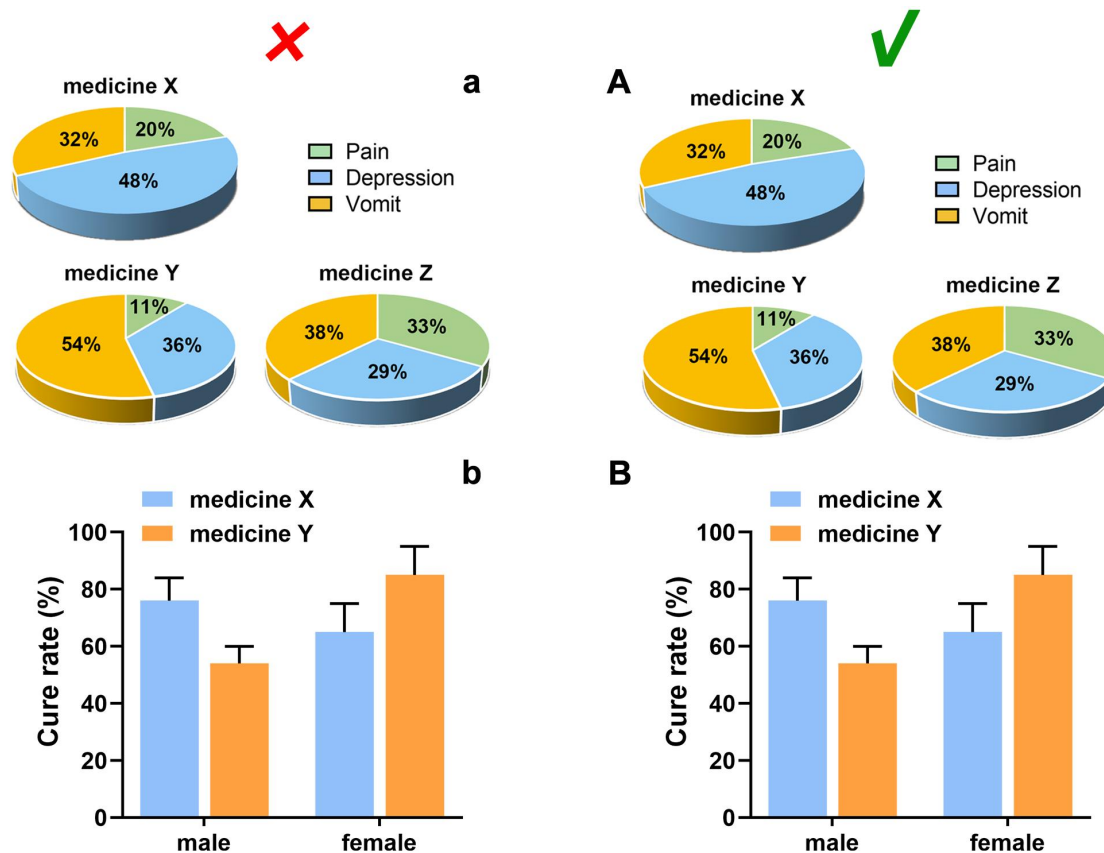 a
medicine X
32%
20%
48%
Pain
Depression
Vomit
medicine Y
11%
54%
36%
medicine Z
38%
33%
29%
b
medicine X
medicine Y
Cure rate (%)
100
80
60
40
20
0
male
female
A
medicine X
32%
20%
48%
Pain
Depression
Vomit
medicine Y
11%
54%
36%
medicine Z
38%
33%
29%
B
medicine X
medicine Y
Cure rate (%)
100
80
60
40
20
0
male
female